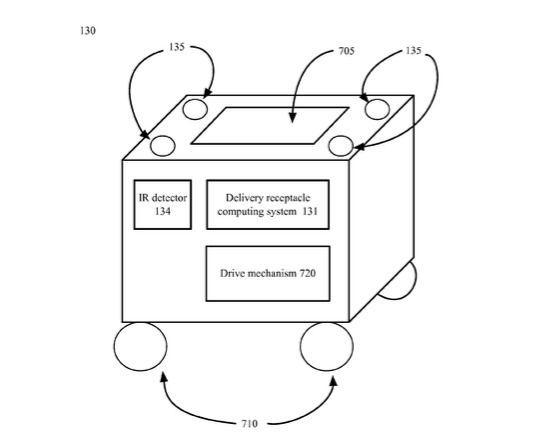 130
135
705
135
IR detector
134
Delivery receptacle
computing system 131
Drive mechanism 720
710